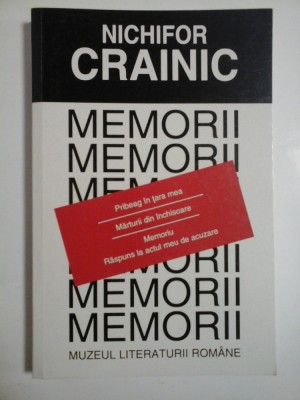 NICHIFOR
CRAINIC
MEMORII
MEMORII
MEMORII
Pribeag în țara mea
Mărturii din închisoare
Memoriu
Răspuns la actul meu de acuzare
MEMORII
MEMORII
MEMORII
MUZEUL LITERATURII ROMÂNE